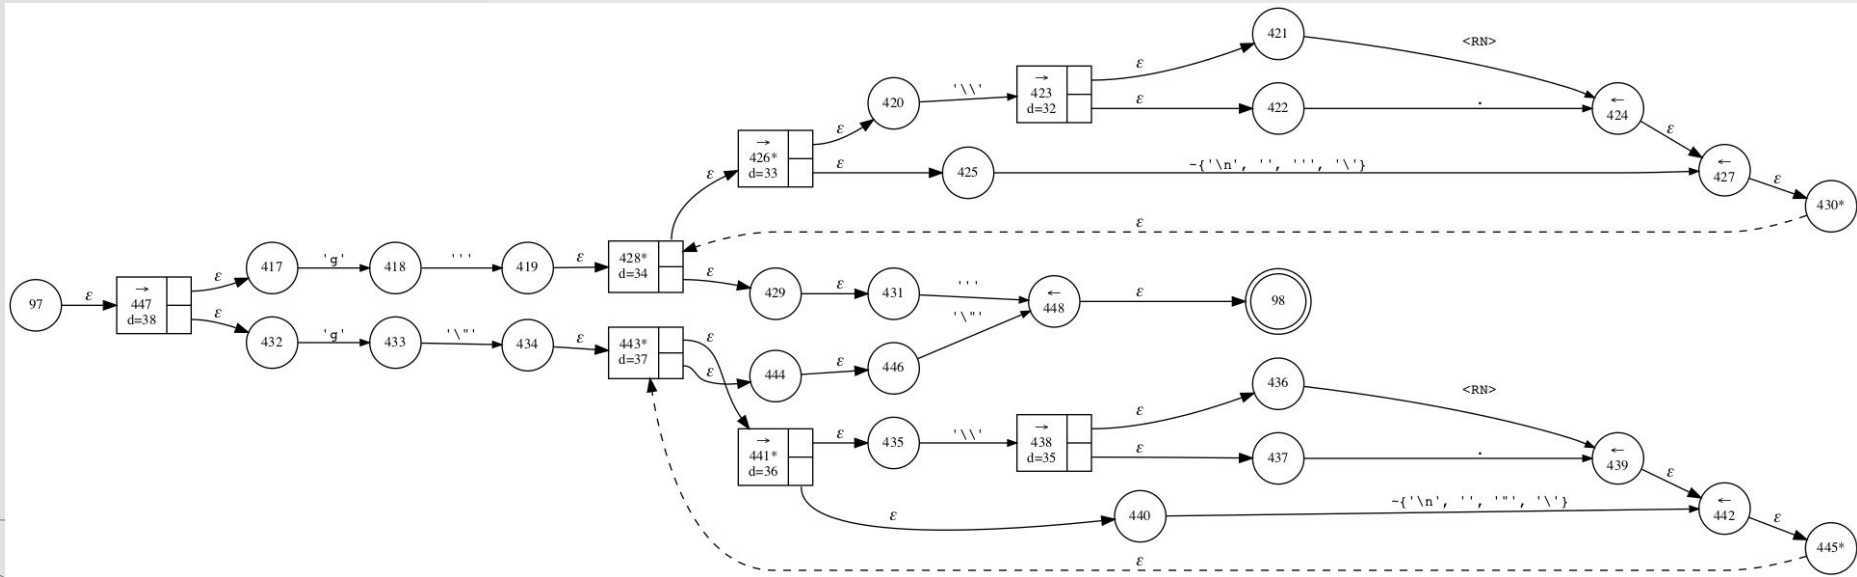 421
<RN>
ε
420
'\\'
→
423
d=32
ε
422
.
←
424
ε
→
426*
d=33
ε
ε
425
~{'\n', '', ''', '\'}
←
427
ε
430*
ε
ε
417
'g'
418
'''
419
ε
428*
d=34
ε
97
ε
→
447
d=38
ε
ε
429
ε
431
'''
←
448
ε
98
432
'g'
433
'\"'
434
ε
443*
d=37
ε
ε
444
ε
446
'\"'
436
<RN>
ε
→
441*
d=36
ε
435
'\\'
→
438
d=35
ε
437
.
←
439
ε
ε
440
~{'\n', '', '"', '\'}
←
442
ε
445*
ε